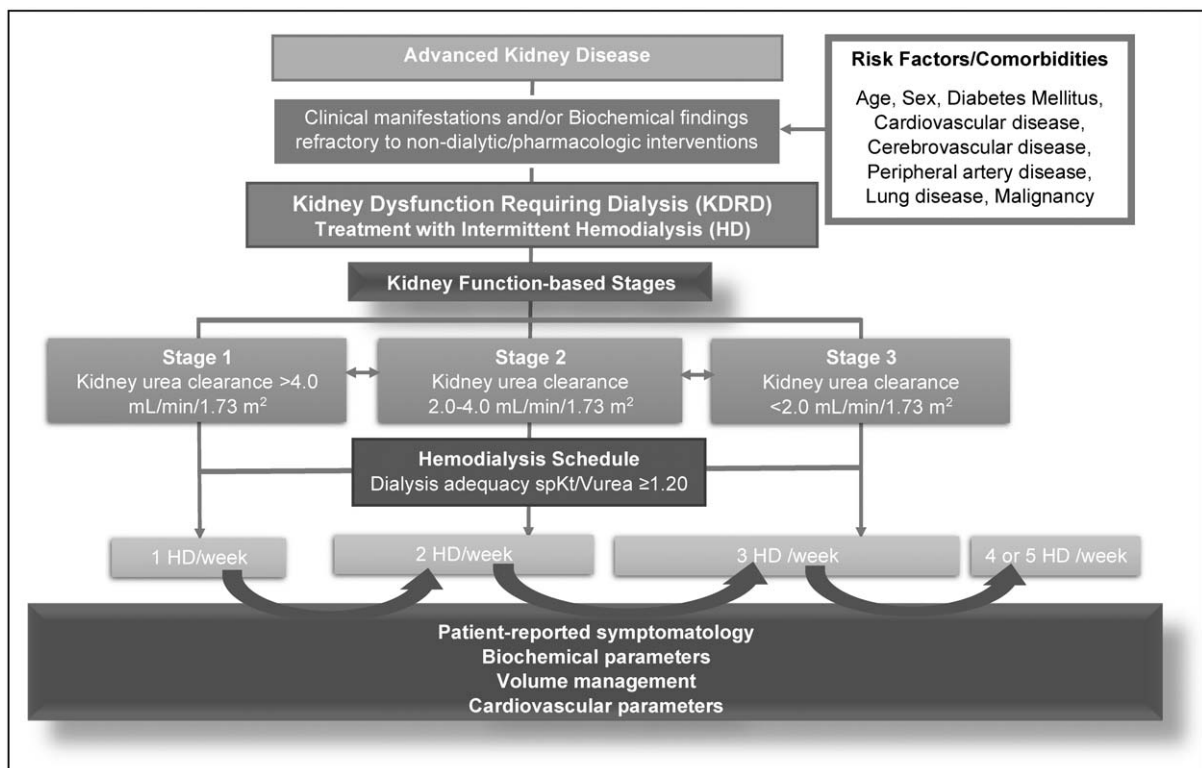 Advanced Kidney Disease
Risk Factors/Comorbidities
Age, Sex, Diabetes Mellitus,
Cardiovascular disease,
Cerebrovascular disease,
Peripheral artery disease,
Lung disease, Malignancy
Clinical manifestations and/or Biochemical findings
refractory to non-dialytic/pharmacologic interventions
Kidney Dysfunction Requiring Dialysis (KDRD)
Treatment with Intermittent Hemodialysis (HD)
Kidney Function-based Stages
Stage 1
Kidney urea clearance >4.0
mL/min/1.73 m²
Stage 2
Kidney urea clearance
2.0-4.0 mL/min/1.73 m²
Stage 3
Kidney urea clearance
<2.0 mL/min/1.73 m²
Hemodialysis Schedule
Dialysis adequacy spKt/Vurea ≥1.20
1 HD/week
2 HD/week
3 HD /week
4 or 5 HD /week
Patient-reported symptomatology
Biochemical parameters
Volume management
Cardiovascular parameters